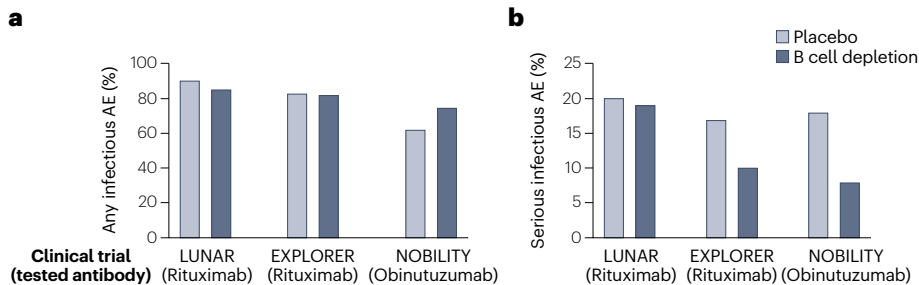 a
Any infectious AE (%)
100
80
60
40
20
0
Clinical trial
(tested antibody)
LUNAR
(Rituximab)
EXPLORER
(Rituximab)
NOBILITY
(Obinutuzumab)
b
Placebo
B cell depletion
Serious infectious AE (%)
25
20
15
10
5
0
LUNAR
(Rituximab)
EXPLORER
(Rituximab)
NOBILITY
(Obinutuzumab)